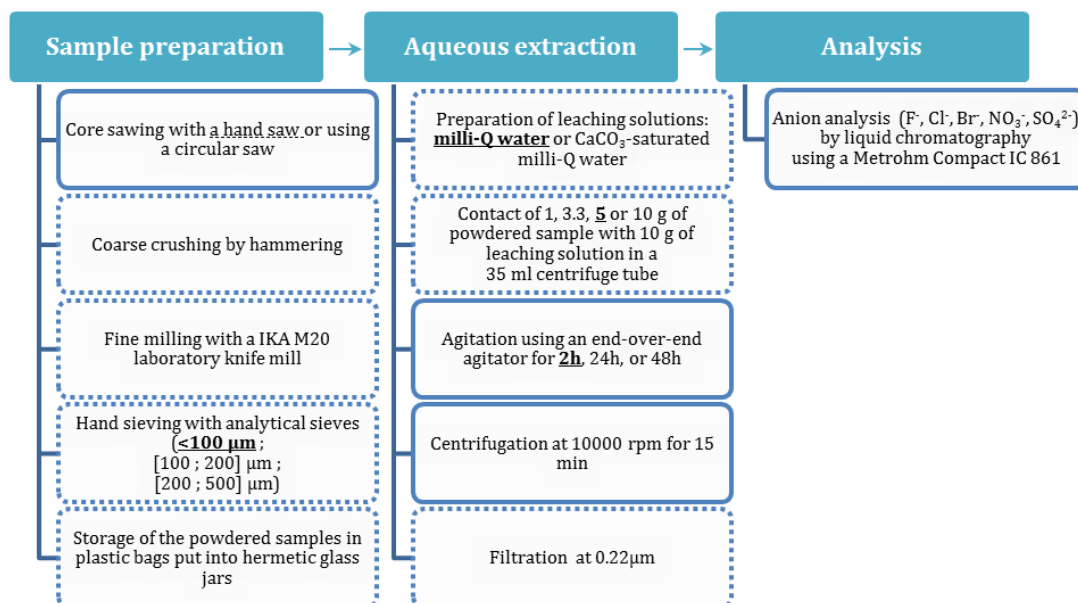 Sample preparation
Core sawing with a hand saw or using
a circular saw
Coarse crushing by hammering
Fine milling with a IKA M20
laboratory knife mill
Hand sieving with analytical sieves
(<100 µm ;
[100 ; 200] µm ;
[200 ; 500] µm)
Storage of the powdered samples in
plastic bags put into hermetic glass
jars
Aqueous extraction
Preparation of leaching solutions:
milli-Q water or CaCO₃-saturated
milli-Q water
Contact of 1, 3.3, 5 or 10 g of
powdered sample with 10 g of
leaching solution in a
35 ml centrifuge tube
Agitation using an end-over-end
agitator for 2h, 24h, or 48h
Centrifugation at 10000 rpm for 15
min
Filtration at 0.22µm
Analysis
Anion analysis (F⁻, Cl⁻, Br⁻, NO₃⁻, SO₄²⁻)
by liquid chromatography
using a Metrohm Compact IC 861